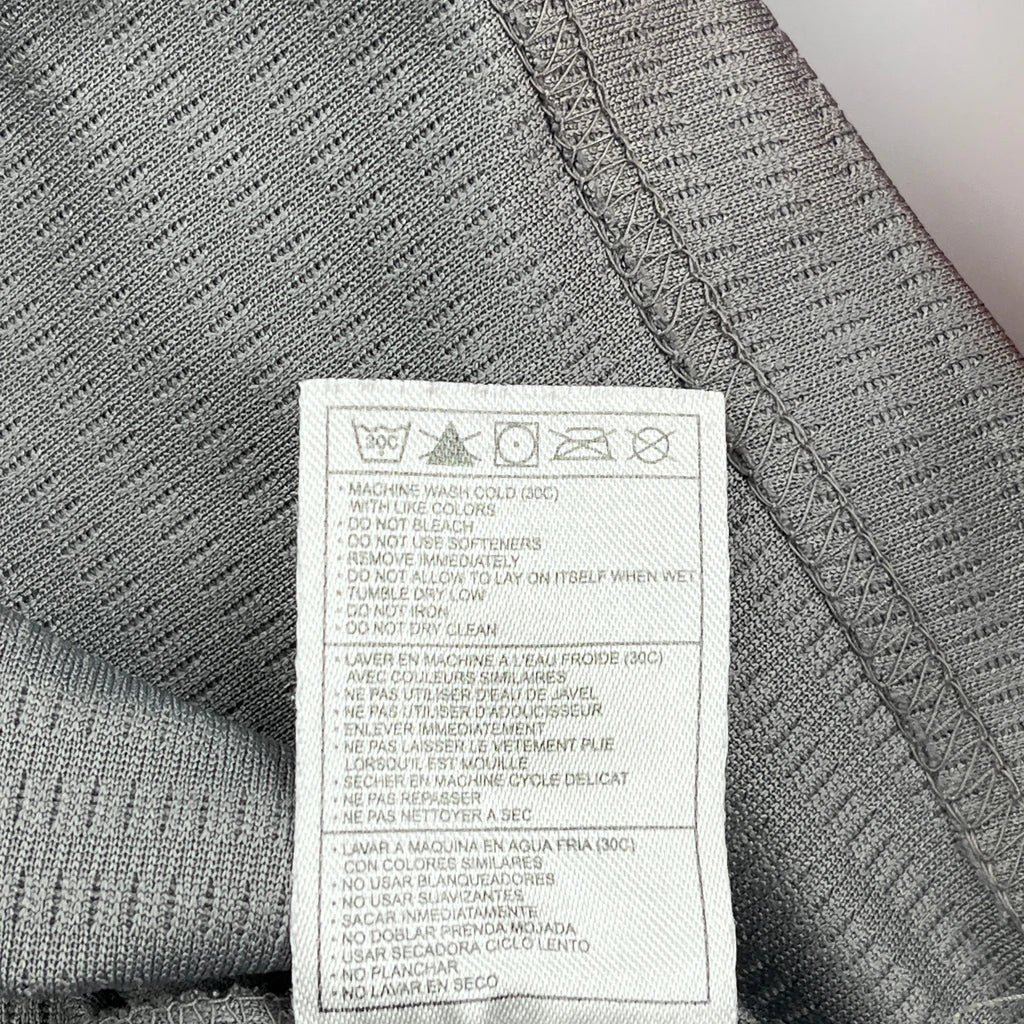 30C
• MACHINE WASH COLD (30C)
WITH LIKE COLORS
• DO NOT BLEACH
• DO NOT USE SOFTENERS
• REMOVE IMMEDIATELY
• DO NOT ALLOW TO LAY ON ITSELF WHEN WET
• TUMBLE DRY LOW
• DO NOT IRON
• DO NOT DRY CLEAN
• LAVER EN MACHINE A L'EAU FROIDE (30C)
AVEC COULEURS SIMILAIRES
• NE PAS UTILISER D'EAU DE JAVEL
• NE PAS UTILISER D'ADOUCISSEUR
• ENLEVER IMMEDIATEMENT
• NE PAS LAISSER LE VETEMENT PLIE
LORSQU'IL EST MOUILLE
• SECHER EN MACHINE CYCLE DELICAT
• NE PAS REPASSER
• NE PAS NETTOYER A SEC
• LAVAR A MAQUINA EN AGUA FRIA (30C)
CON COLORES SIMILARES
• NO USAR BLANQUEADORES
• NO USAR SUAVIZANTES
• SACAR INMEDIATAMENTE
• NO DOBLAR PRENDA MOJADA
• USAR SECADORA CICLO LENTO
• NO PLANCHAR
• NO LAVAR EN SECO